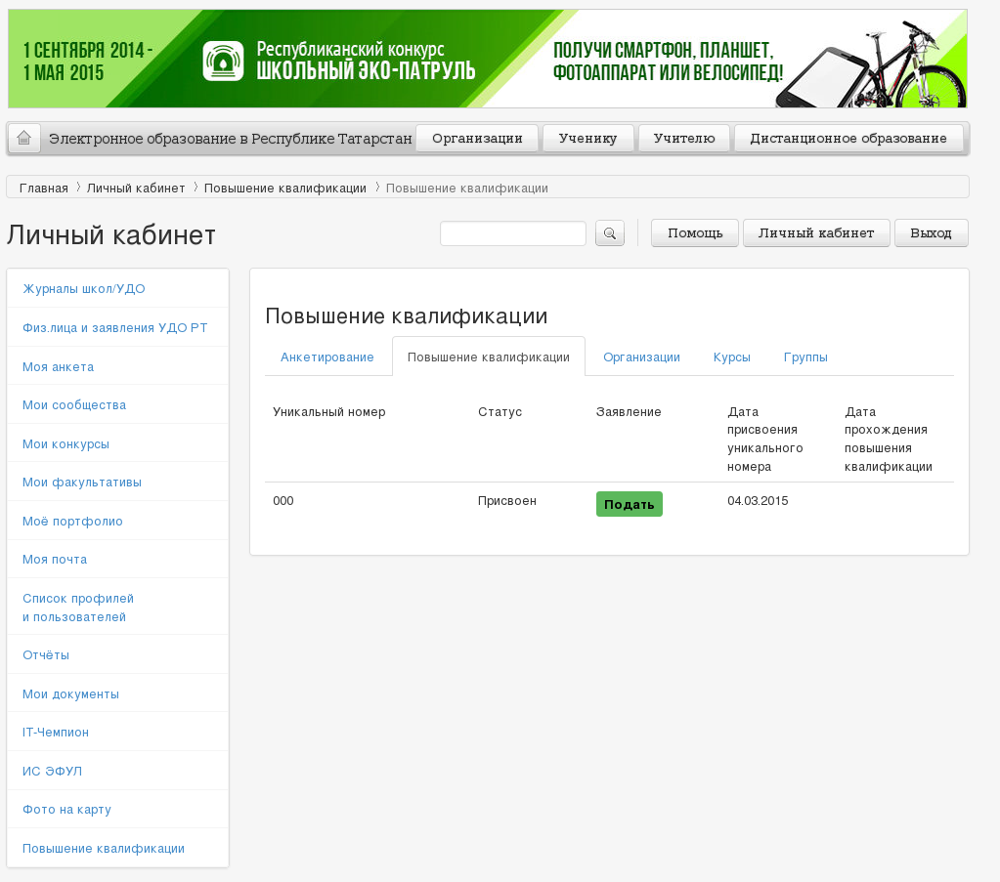 1 СЕНТЯБРЯ 2014 -
1 МАЯ 2015
Республиканский конкурс
ШКОЛЬНЫЙ ЭКО-ПАТРУЛЬ
ПОЛУЧИ СМАРТФОН, ПЛАНШЕТ,
ФОТОАППАРАТ ИЛИ ВЕЛОСИПЕД!
Электронное образование в Республике Татарстан Организации Ученику Учителю Дистанционное образование
Главная Личный кабинет Повышение квалификации Повышение квалификации
Личный кабинет
Помощь Личный кабинет Выход
Журналы школ/УДО
Физ.лица и заявления УДО РТ
Моя анкета
Мои сообщества
Мои конкурсы
Мои факультативы
Моё портфолио
Моя почта
Список профилей
и пользователей
Отчёты
Мои документы
IT-Чемпион
ИС ЭФУЛ
Фото на карту
Повышение квалификации
Повышение квалификации
Анкетирование Повышение квалификации Организации Курсы Группы
Уникальный номер
Статус
Заявление
Дата
присвоения
уникального
номера
Дата
прохождения
повышения
квалификации
000 Присвоен Подать 04.03.2015